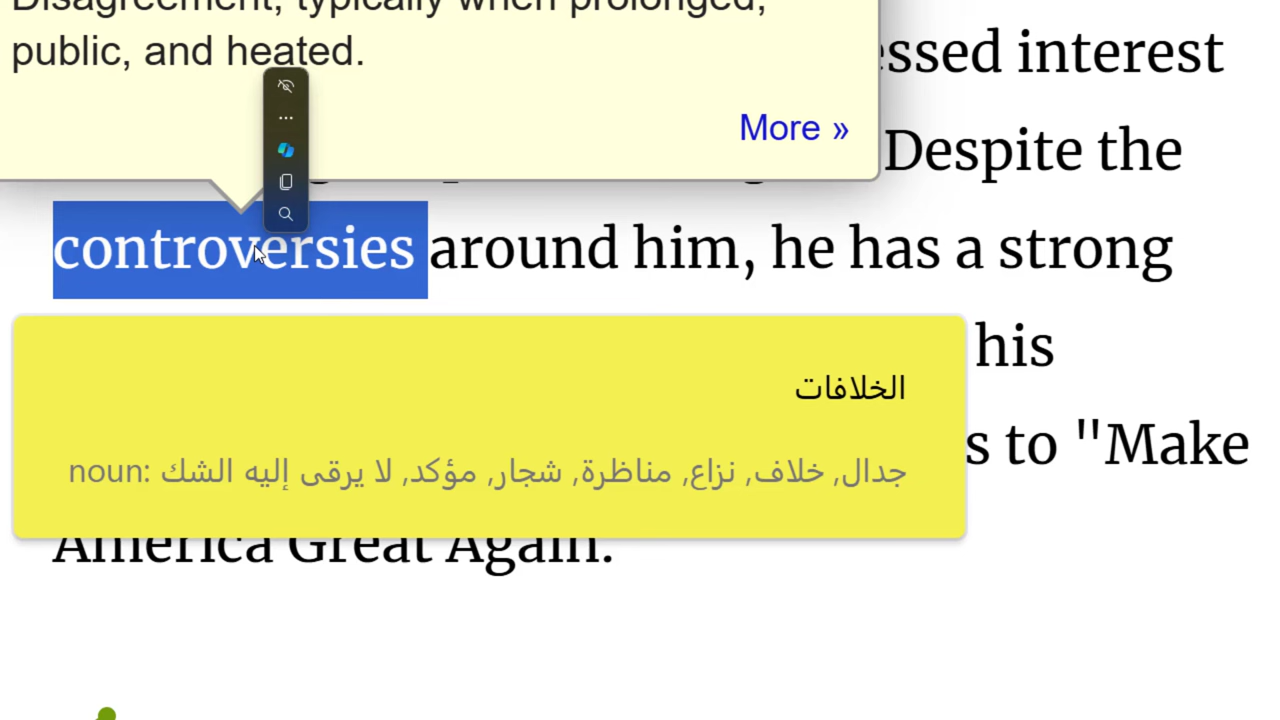 Disagreement, typically when prolonged,
public, and heated.
essed interest
More »
Despite the
controversies around him, he has a strong
الخلافات
his
noun: جدال, خلاف, نزاع, مناظرة, شجار, مؤكد, لا يرقى إليه الشك
s to "Make
America Great Again.